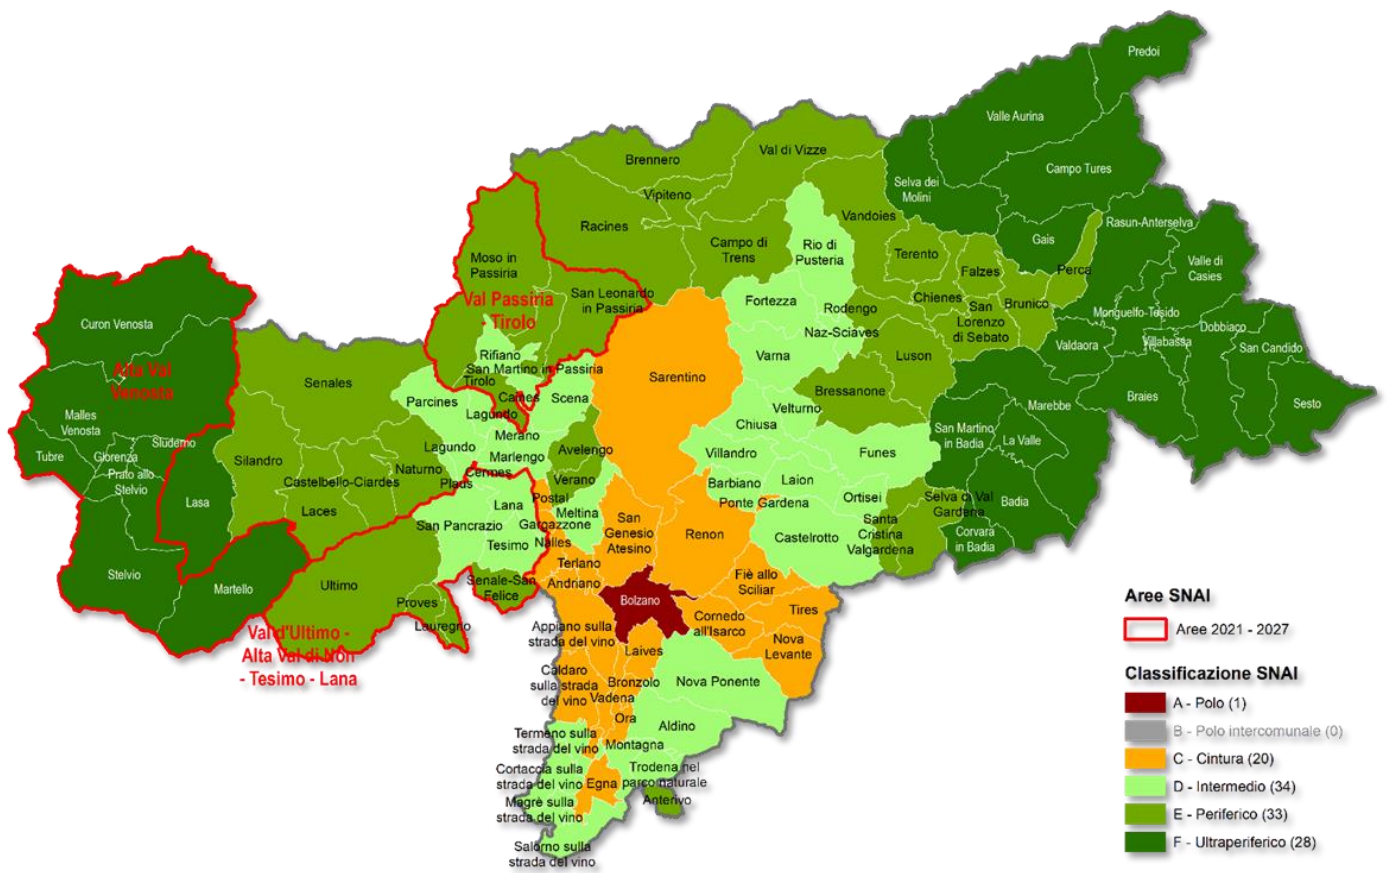 Predoi
Valle Aurina
Brennero
Val di Vizze
Campo Tures
Vipiteno
Selva dei
Molini
Racines
Vandoies
Rasun-Anterselva
Campo di
Trens
Rio di
Pusteria
Terento
Gais
Moso in
Passiria
Falzes
Perca
Valle di
Casies
San Leonardo
in Passiria
Val Passiria
- Tirolo
Fortezza
Rodengo
Chienes
Brunico
San
Lorenzo
di Sebato
Monguelfo-Tesido
Curon Venosta
Naz-Sciaves
Dobbiaco
Villabassa
Valdaora
San Candido
Rifiano
San Martino in Passiria
Varna
Luson
Alta Val
Venosta
Senales
Tirolo
Sarentino
Caines
Scena
Bressanone
Braies
Parcines
Lagundo
Velturno
Marebbe
Sesto
Malles
Venosta
Chiusa
Merano
San Martino
in Badia
La Valle
Sluderno
Lagundo
Avelengo
Villandro
Funes
Tubre
Glorenza
Marlengo
Silandro
Naturno
Cermes
Prato allo
Stelvio
Castelbello-Ciardes
Plaus
Verano
Barbiano
Laion
Postal
Ortisei
Selva di Val
Gardena
Lasa
Laces
Lana
Meltina
Ponte Gardena
Badia
San Pancrazio
Gargazzone
San
Genesio
Atesino
Santa
Cristina
Valgardena
Renon
Castelrotto
Corvara
in Badia
Tesimo
Nalles
Terlano
Stelvio
Martello
Ultimo
Senale-San
Felice
Andriano
Fiè allo
Sciliar
Proves
Bolzano
Tires
Lauregno
Appiano sulla
strada del vino
Cornedo
all'Isarco
Val d'Ultimo -
Alta Val di Non
- Tesimo - Lana
Laives
Nova
Levante
Caldaro
sulla strada
del vino
Bronzolo
Nova Ponente
Vadena
Ora
Aldino
Termeno sulla
strada del vino
Montagna
Cortaccia sulla
strada del vino
Trodena nel
parco naturale
Egna
Magrè sulla
strada del vino
Anterivo
Salorno sulla
strada del vino
Aree SNAI
Aree 2021 - 2027
Classificazione SNAI
A - Polo (1)
B - Polo intercomunale (0)
C - Cintura (20)
D - Intermedio (34)
E - Periferico (33)
F - Ultraperiferico (28)